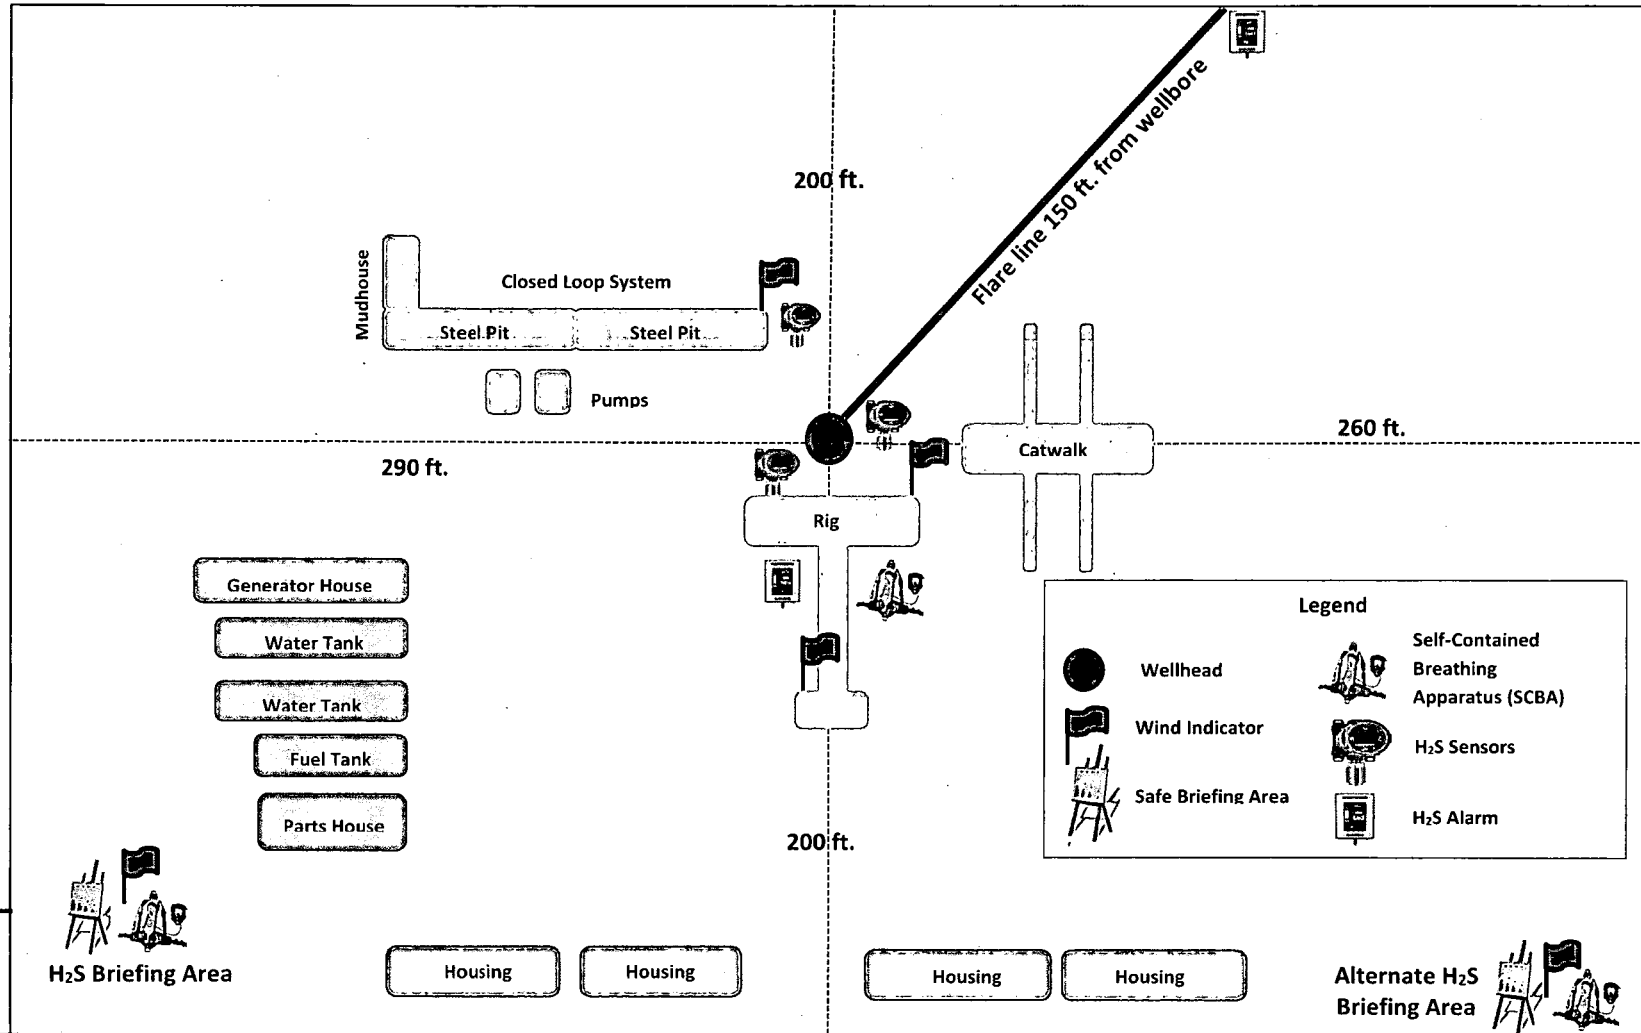 200 ft.
Flare line 150 ft. from wellbore
Mudhouse
Closed Loop System
Steel Pit
Steel Pit
Pumps
290 ft.
260 ft.
Catwalk
Rig
Generator House
Water Tank
Water Tank
Fuel Tank
Parts House
200 ft.
Legend
Wellhead
Wind Indicator
Safe Briefing Area
Self-Contained
Breathing
Apparatus (SCBA)
H₂S Sensors
H₂S Alarm
H₂S Briefing Area
Housing
Housing
Housing
Housing
Alternate H₂S
Briefing Area